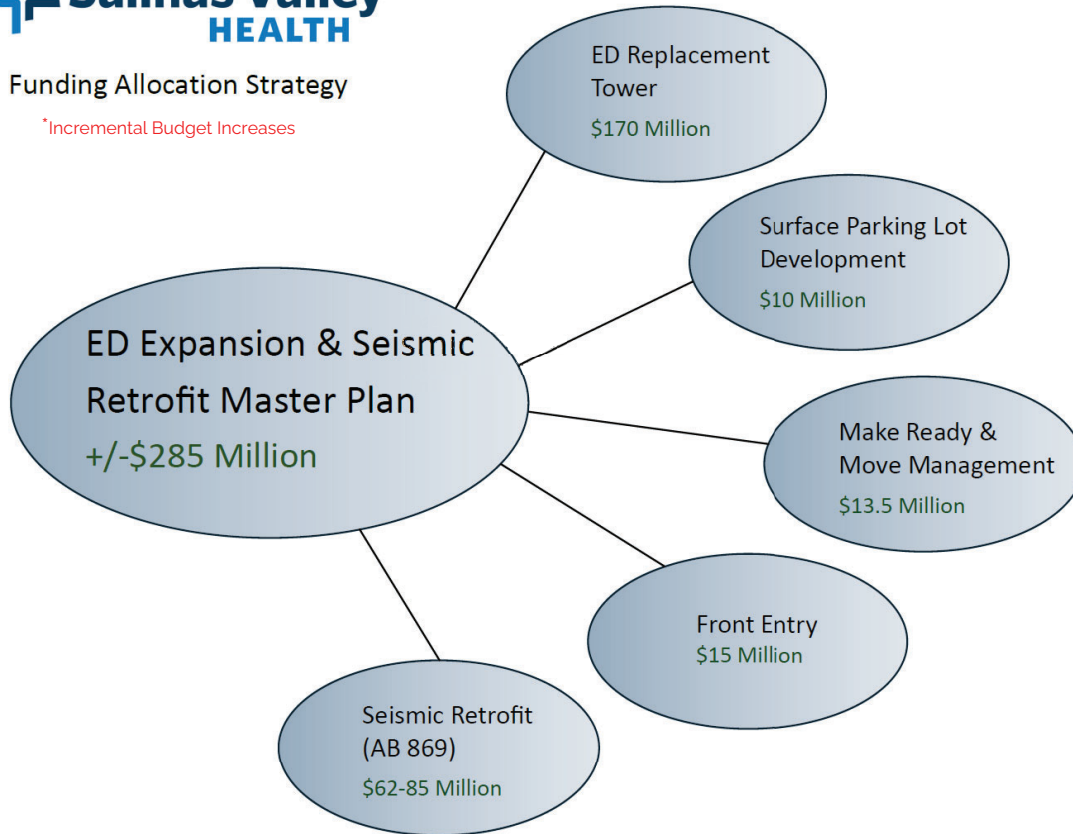 Salinas Valley
HEALTH
Funding Allocation Strategy
*Incremental Budget Increases
ED Replacement
Tower
$170 Million
Surface Parking Lot
Development
$10 Million
ED Expansion & Seismic
Retrofit Master Plan
+/-$285 Million
Make Ready &
Move Management
$13.5 Million
Front Entry
$15 Million
Seismic Retrofit
(AB 869)
$62-85 Million